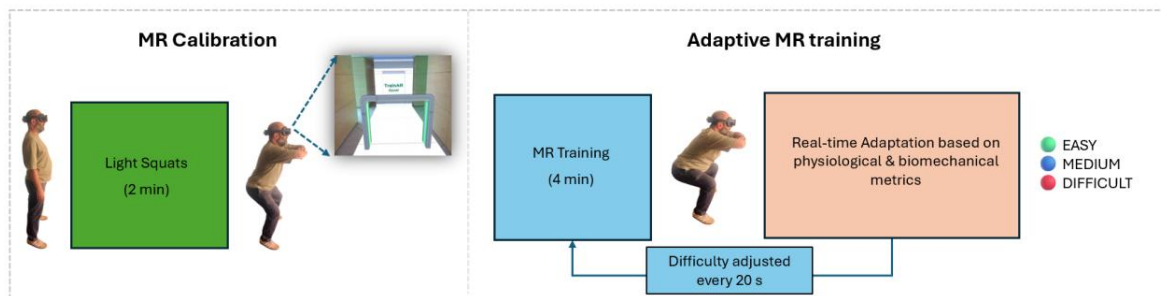 MR Calibration
Light Squats
(2 min)
TrainAR
Adaptive MR training
MR Training
(4 min)
Real-time Adaptation based on
physiological & biomechanical
metrics
EASY
MEDIUM
DIFFICULT
Difficulty adjusted
every 20 s